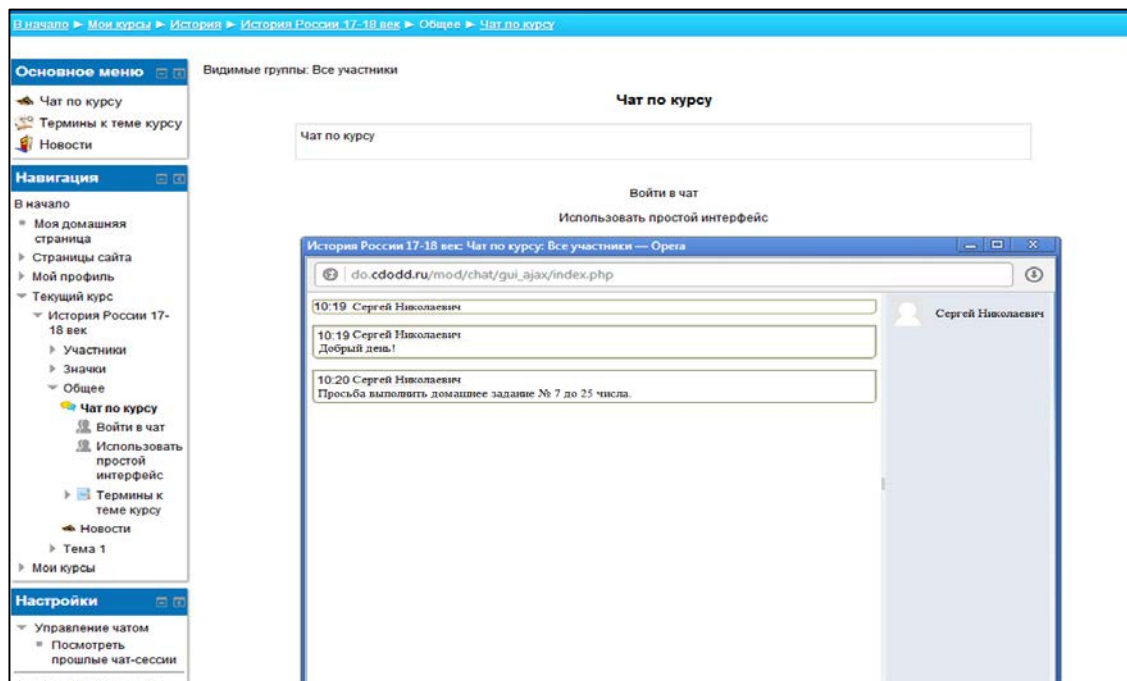 В начало ► Мои курсы ► История ► История России 17-18 век ► Общее ► Чат по курсу
Основное меню
Чат по курсу
Термины к теме курсу
Новости
Навигация
В начало
Моя домашняя
страница
Страницы сайта
Мой профиль
Текущий курс
История России 17-
18 век
Участники
Значки
Общее
Чат по курсу
Войти в чат
Использовать
простой
интерфейс
Термины к
теме курсу
Новости
Тема 1
Мои курсы
Настройки
Управление чатом
Посмотреть
прошлые чат-сессии
Видимые группы: Все участники
Чат по курсу
Чат по курсу
Войти в чат
Использовать простой интерфейс
История России 17-18 век: Чат по курсу: Все участники — Opera
do.cdodd.ru/mod/chat/gui_ajax/index.php
10:19 Сергей Николаевич
10:19 Сергей Николаевич
Добрый день!
10:20 Сергей Николаевич
Просьба выполнить домашнее задание № 7 до 25 числа.
Сергей Николаевич